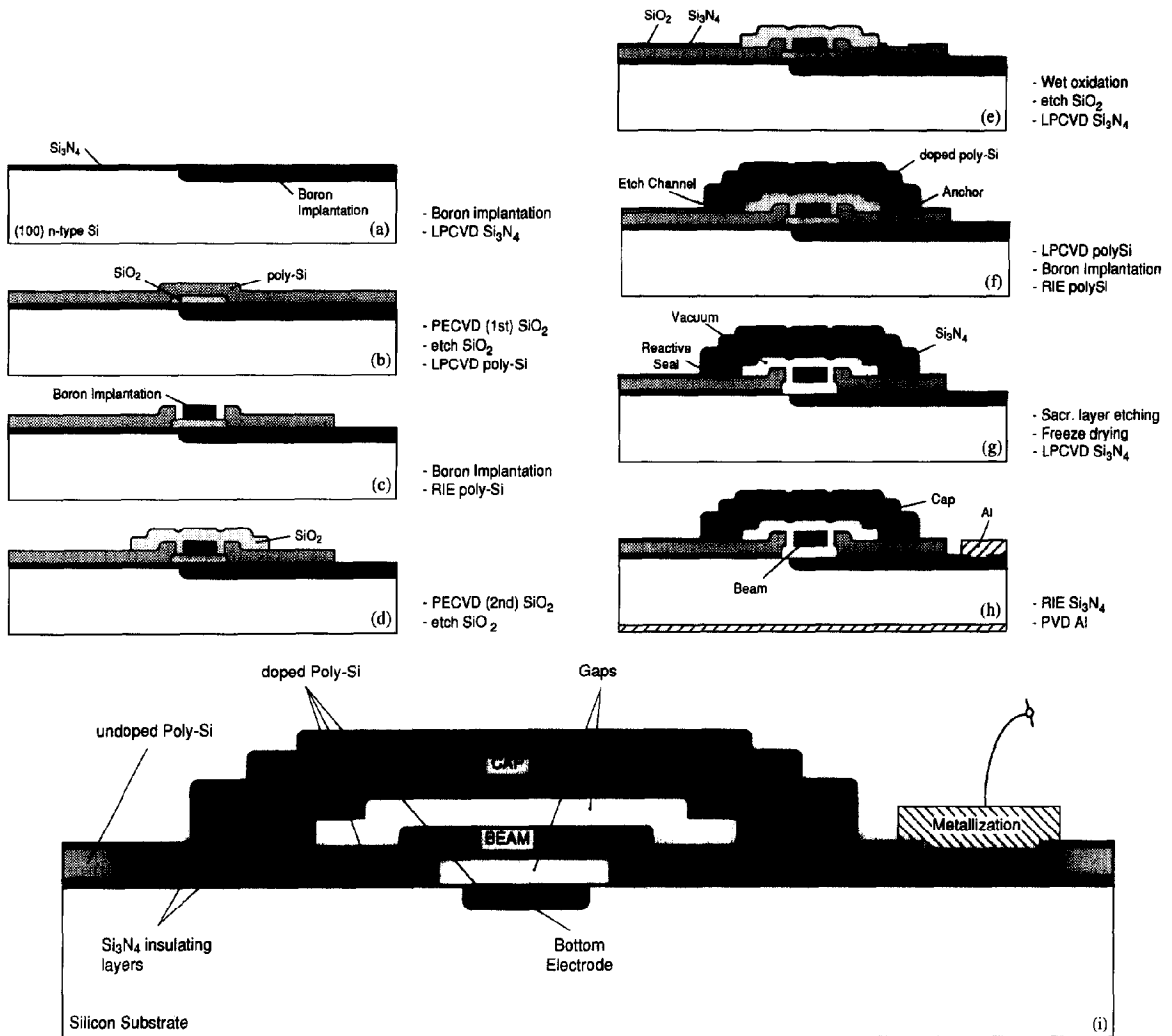 Si₃N₄
Boron
Implantation
(100) n-type Si
(a)
- Boron implantation
- LPCVD Si₃N₄
SiO₂
poly-Si
(b)
- PECVD (1st) SiO₂
- etch SiO₂
- LPCVD poly-Si
Boron Implantation
(c)
- Boron Implantation
- RIE poly-Si
SiO₂
(d)
- PECVD (2nd) SiO₂
- etch SiO₂
SiO₂
Si₃N₄
(e)
- Wet oxidation
- etch SiO₂
- LPCVD Si₃N₄
doped poly-Si
Etch Channel
Anchor
(f)
- LPCVD polySi
- Boron Implantation
- RIE polySi
Vacuum
Si₃N₄
Reactive
Seal
(g)
- Sacr. layer etching
- Freeze drying
- LPCVD Si₃N₄
Cap
Al
Beam
(h)
- RIE Si₃N₄
- PVD Al
doped Poly-Si
Gaps
undoped Poly-Si
CAP
BEAM
Metallization
Si₃N₄ insulating
layers
Bottom
Electrode
Silicon Substrate
(i)